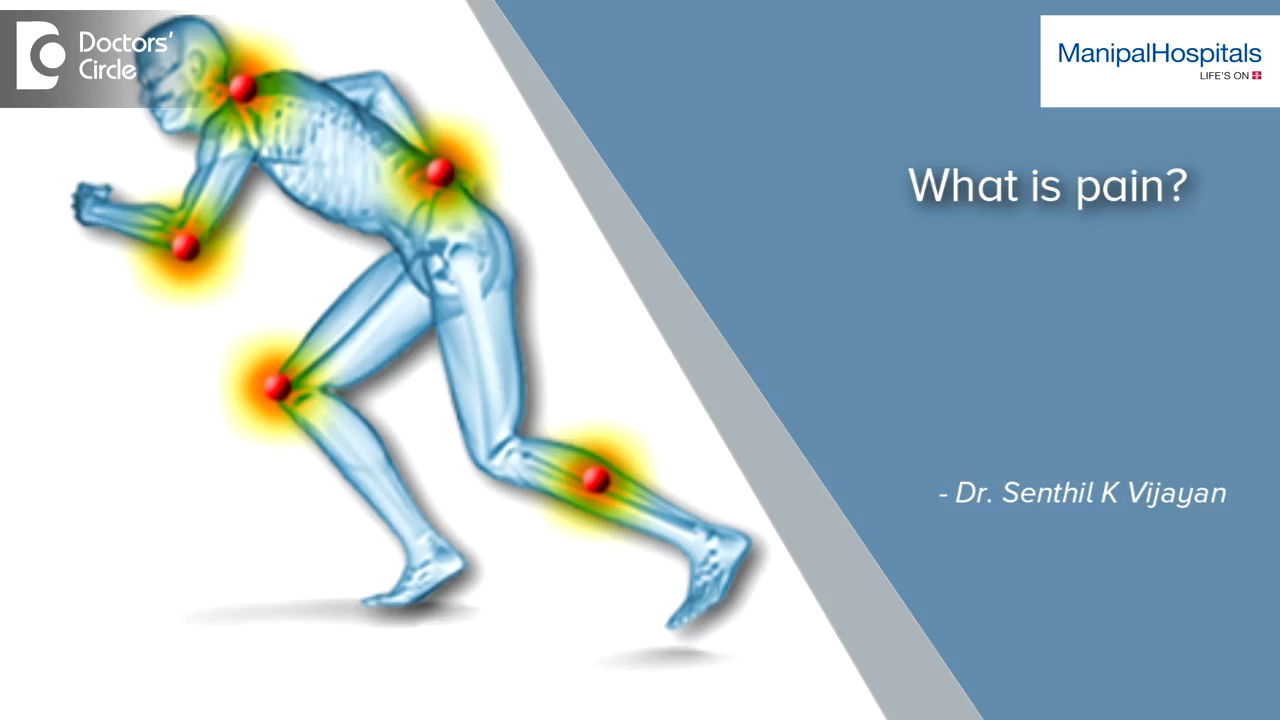 Doctors'
Circle
ManipalHospitals
LIFE'S ON
What is pain?
- Dr. Senthil K Vijayan